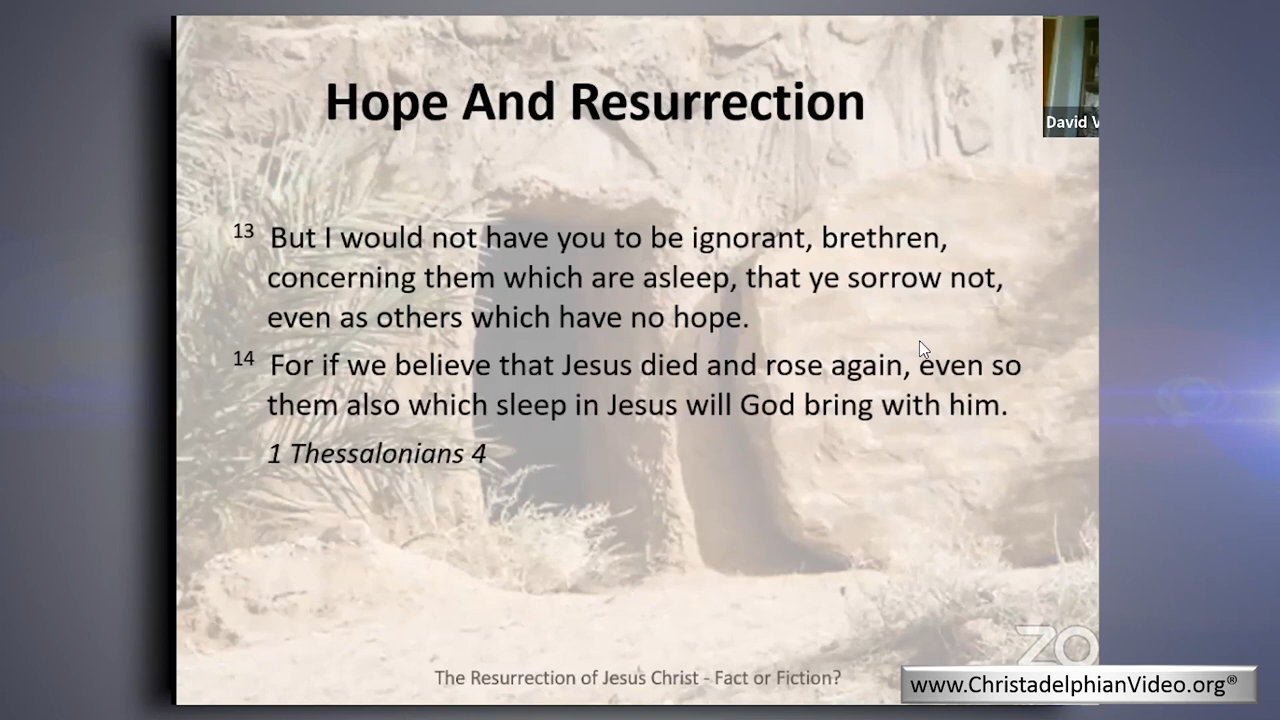 Hope And Resurrection
David V
13 But I would not have you to be ignorant, brethren,
concerning them which are asleep, that ye sorrow not,
even as others which have no hope.
14 For if we believe that Jesus died and rose again, even so
them also which sleep in Jesus will God bring with him.
1 Thessalonians 4
ZO
The Resurrection of Jesus Christ - Fact or Fiction?
www.ChristadelphianVideo.org®